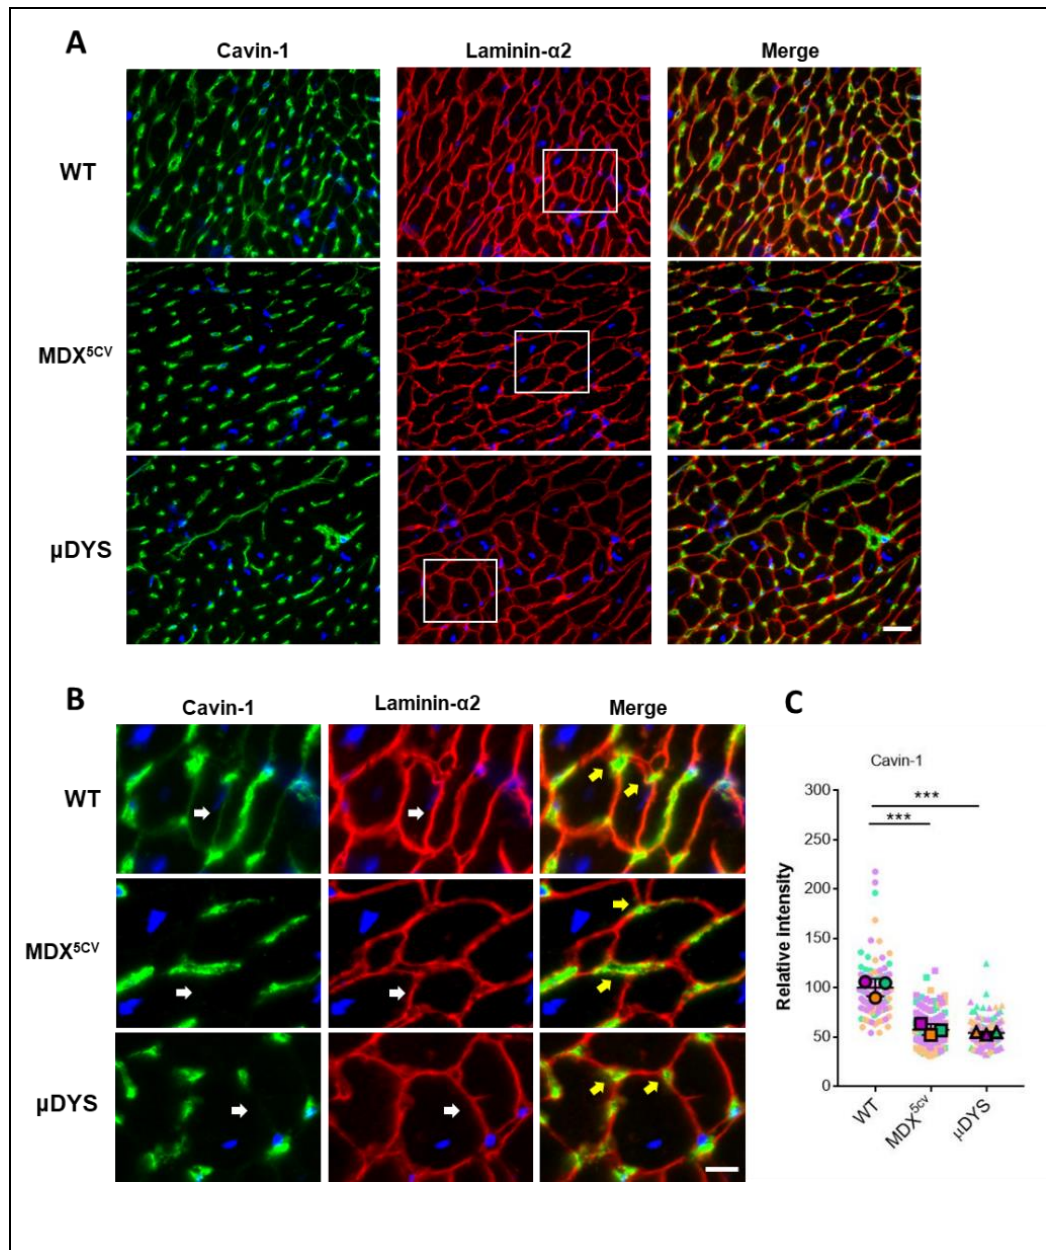 A
Cavin-1 Laminin-α2 Merge
WT
MDX5CV
µDYS
B
Cavin-1 Laminin-α2 Merge
WT
MDX5CV
µDYS
C
Cavin-1
300
250
200
150
100
50
0
Relative intensity
***
***
WT
MDX5CV
µDYS